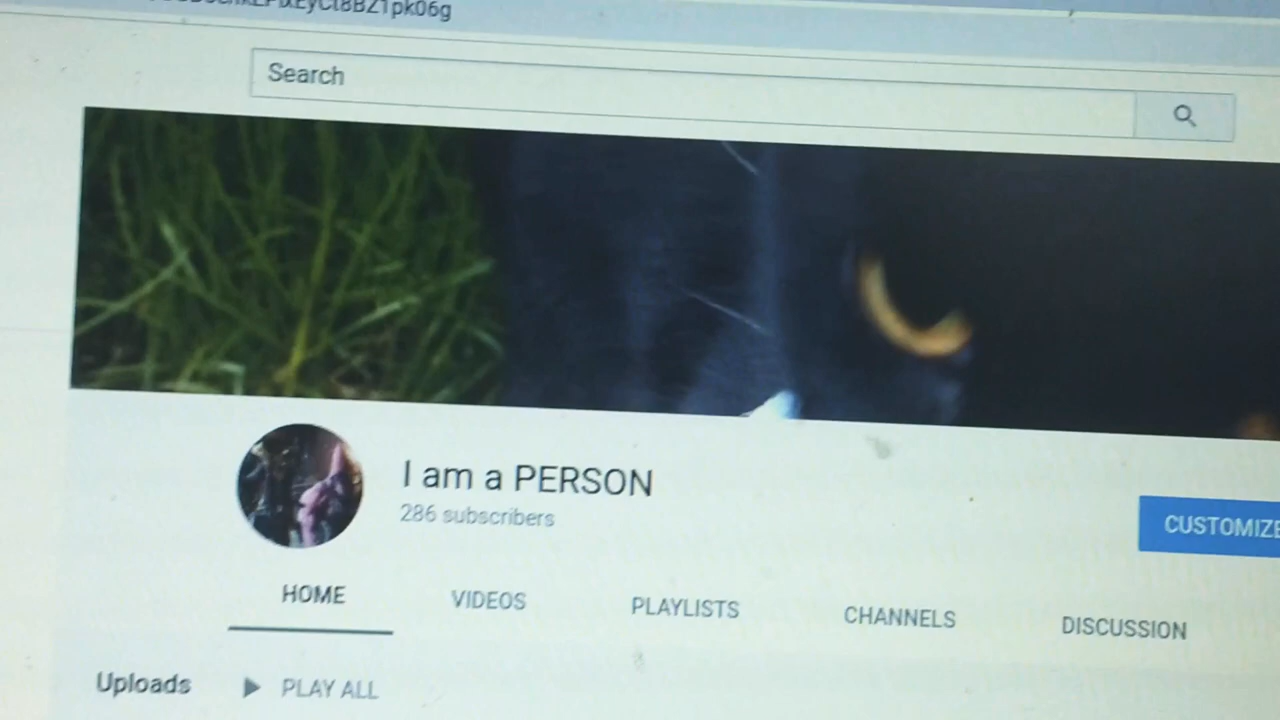 Search
I am a PERSON
286 subscribers
HOME VIDEOS PLAYLISTS CHANNELS DISCUSSION
CUSTOMIZE
Uploads PLAY ALL